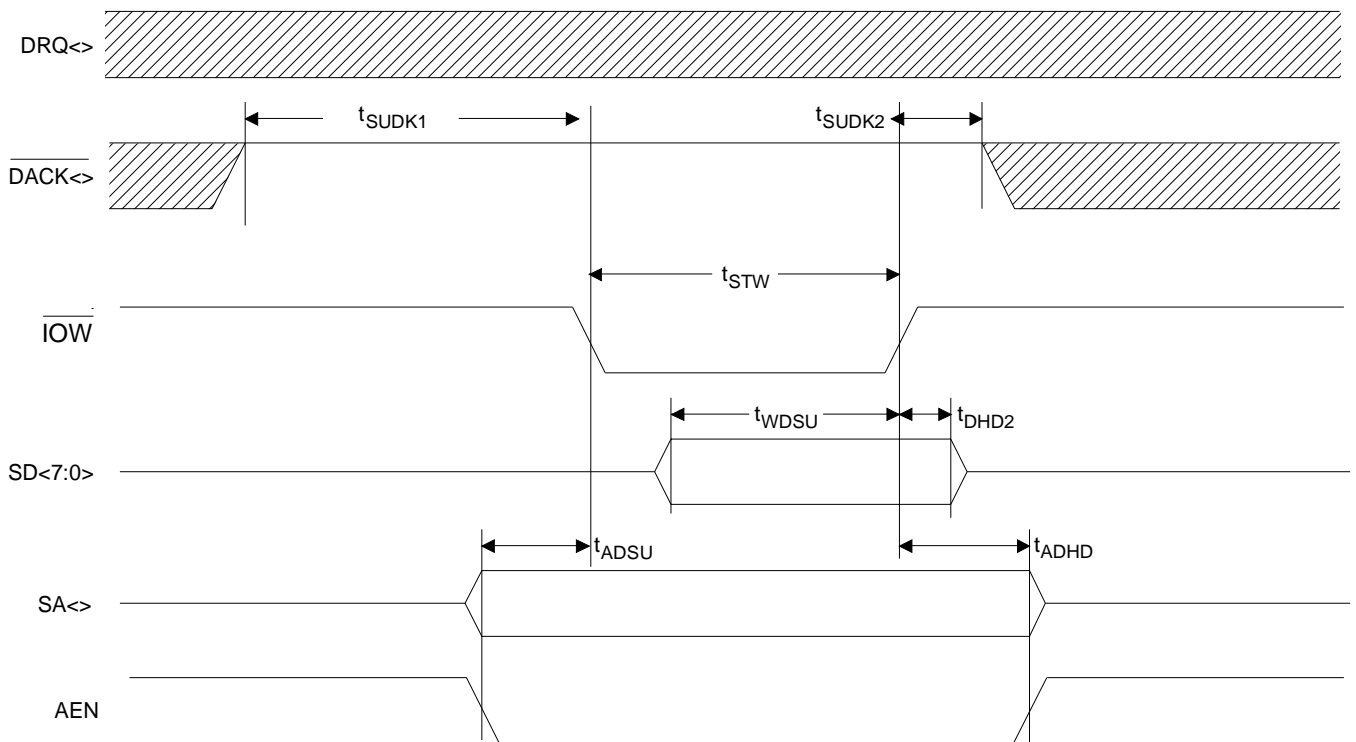 DRQ<>
tSUDK1
tSUDK2
DACK<>
tSTW
IOW
tWDSU
tDHD2
SD<7:0>
tADSU
tADHD
SA<>
AEN